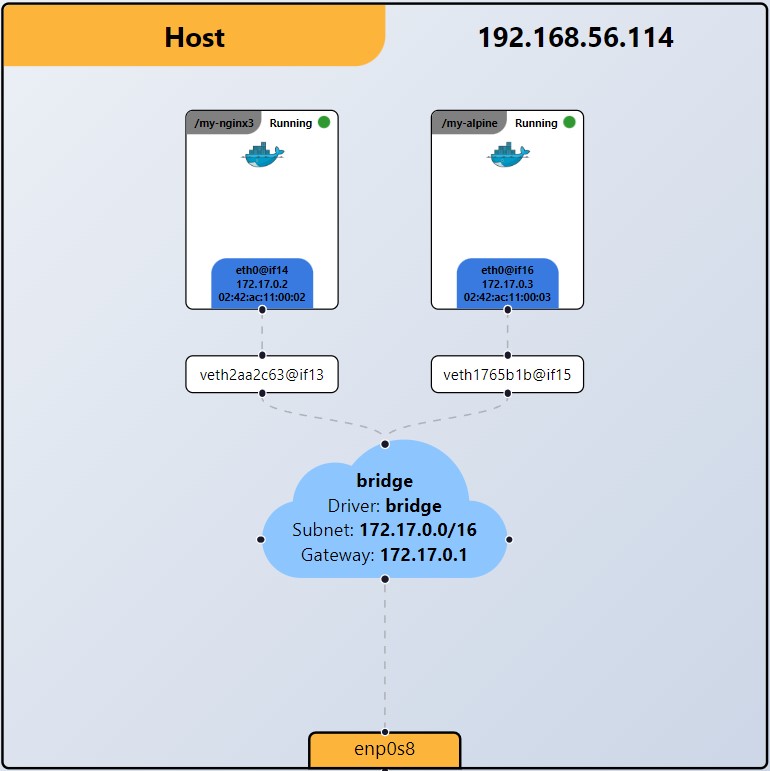 Host
192.168.56.114
/my-nginx3
Running
/my-alpine
Running
eth0@if14
172.17.0.2
02:42:ac:11:00:02
eth0@if16
172.17.0.3
02:42:ac:11:00:03
veth2aa2c63@if13
veth1765b1b@if15
bridge
Driver: bridge
Subnet: 172.17.0.0/16
Gateway: 172.17.0.1
enp0s8